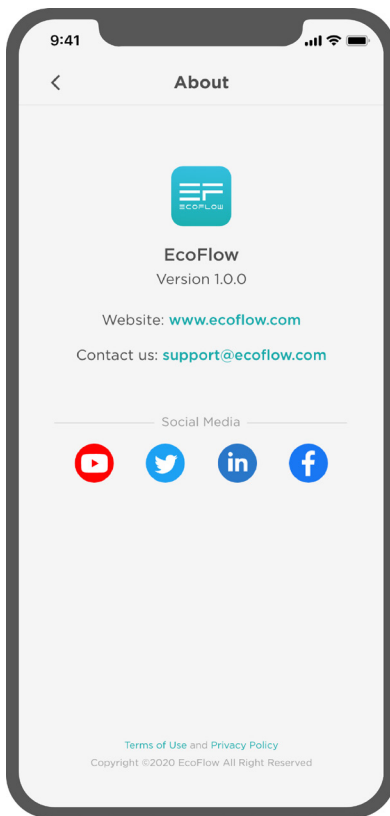 9:41
About
ECOFLOW
EcoFlow
Version 1.0.0
Website: www.ecoflow.com
Contact us: support@ecoflow.com
Social Media
in
f
Terms of Use and Privacy Policy
Copyright ©2020 EcoFlow All Right Reserved